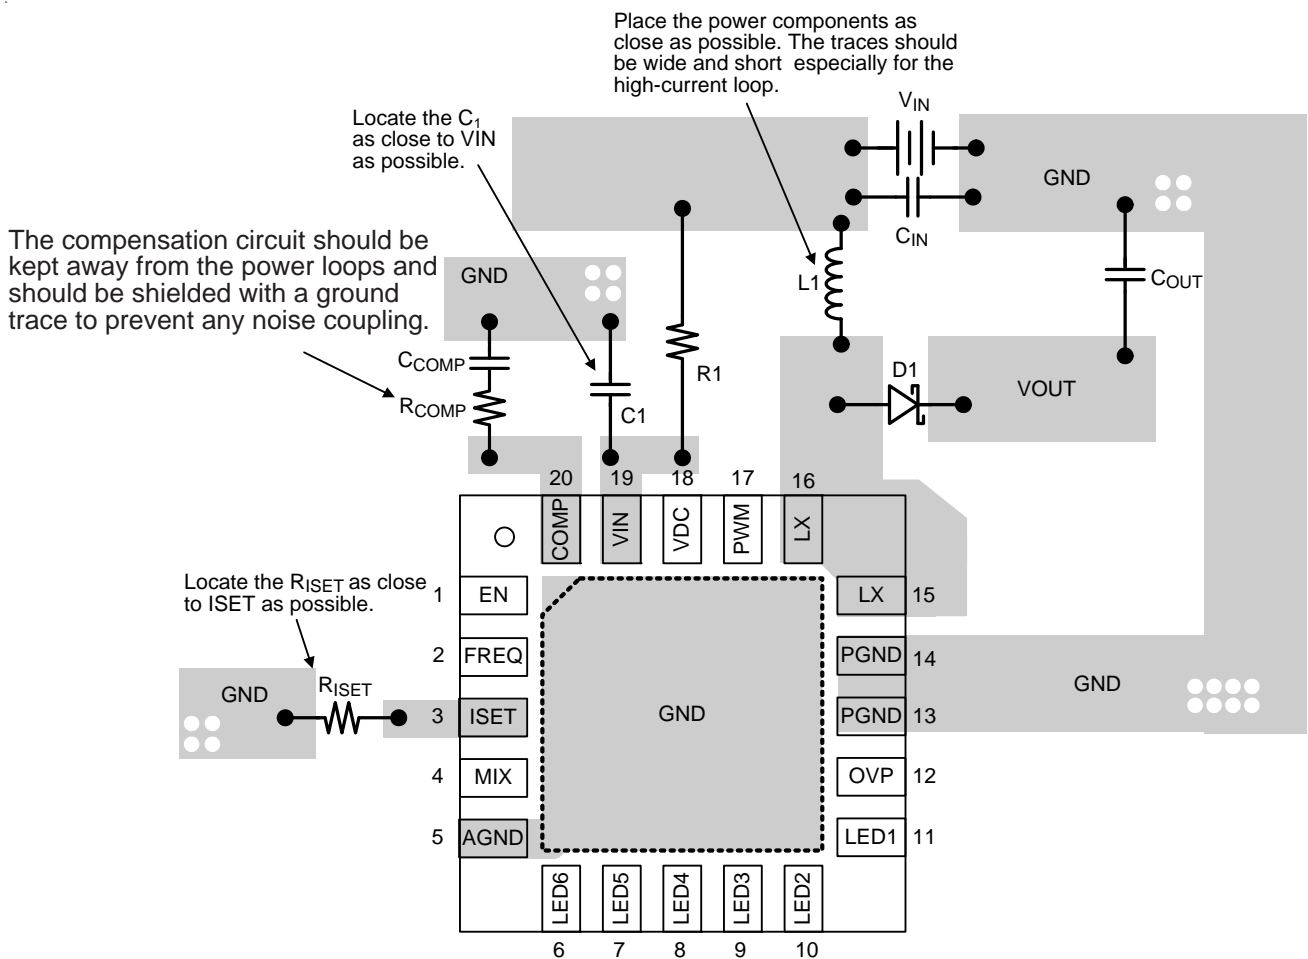 Place the power components as
close as possible. The traces should
be wide and short especially for the
high-current loop.
VIN
Locate the C1
as close to VIN
as possible.
GND
CIN
The compensation circuit should be
kept away from the power loops and
should be shielded with a ground
trace to prevent any noise coupling.
GND
L1
COUT
CCOMP
R1
D1
VOUT
RCOMP
C1
20 19 18 17 16
COMP VIN VDC PWM LX
Locate the RISET as close
to ISET as possible.
1 EN
LX 15
2 FREQ
PGND 14
GND
RISET
3 ISET
GND
PGND 13
GND
4 MIX
OVP 12
5 AGND
LED1 11
LED6 LED5 LED4 LED3 LED2
6 7 8 9 10